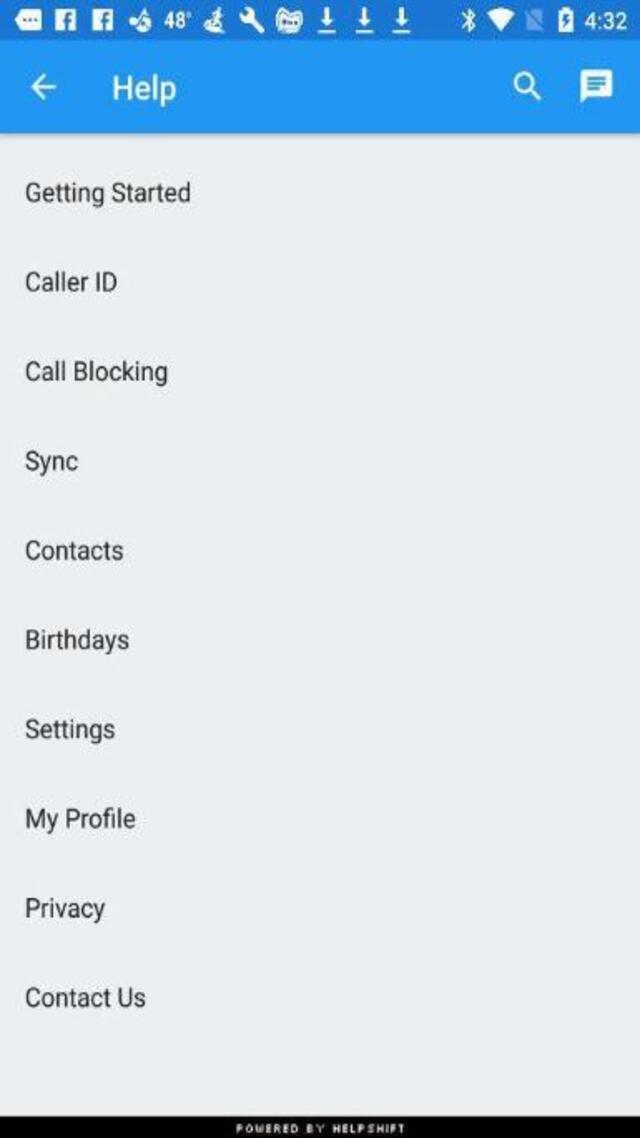 48° 4:32
Help
Getting Started
Caller ID
Call Blocking
Sync
Contacts
Birthdays
Settings
My Profile
Privacy
Contact Us
POWERED BY HELPSHIFT